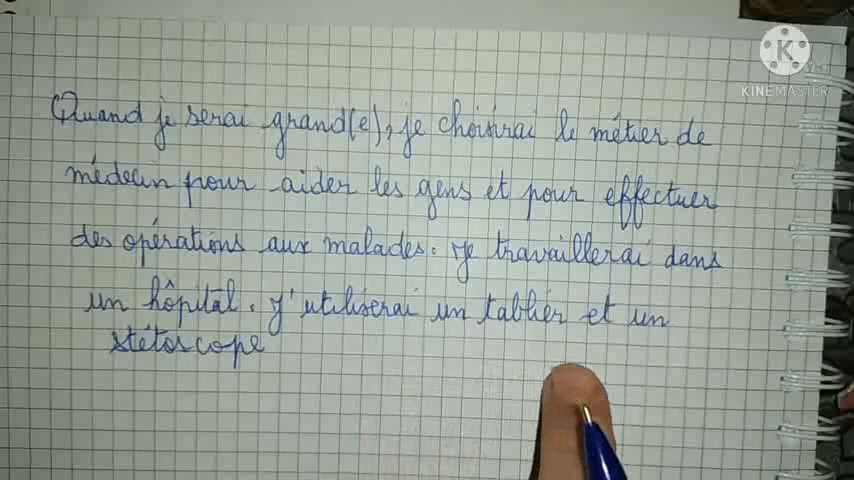 K
KINEMASTER
Quand je serai grand(e), je choisirai le métier de
médecin pour aider les gens et pour effectuer
des opérations aux malades. je travaillerai dans
un hôpital. j'utiliserai un tablier et un
stétoscope